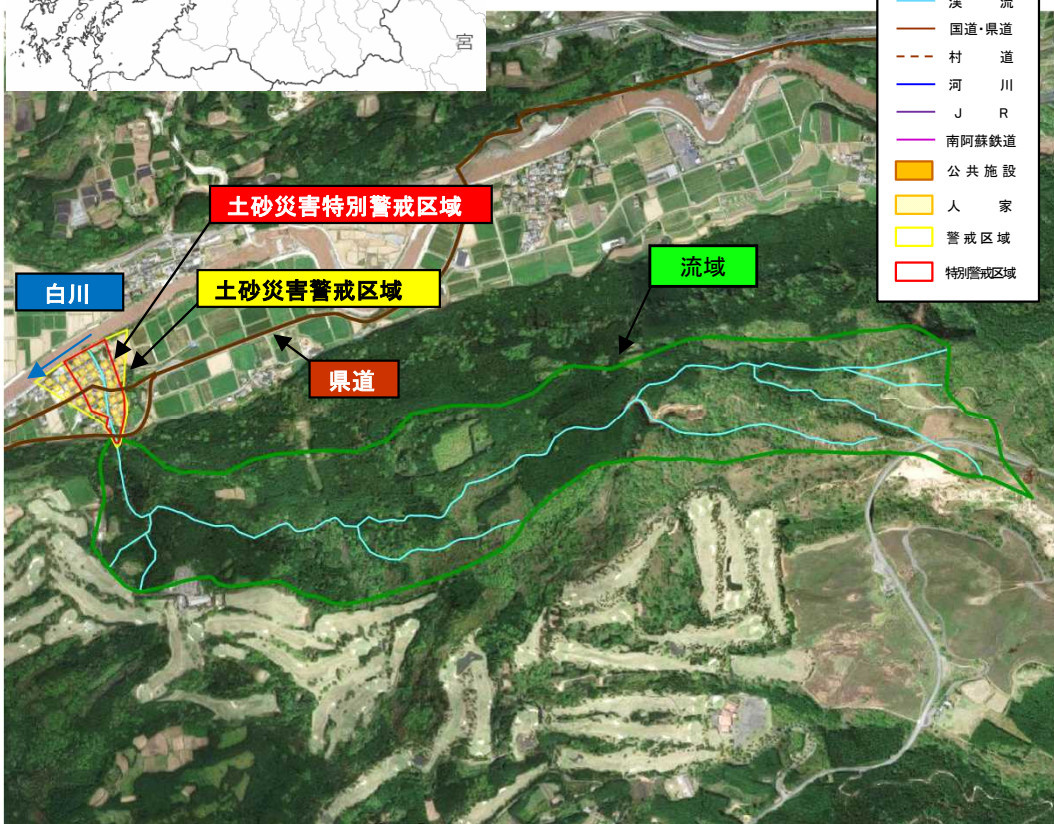 宮
渓 流
国道・県道
村 道
河 川
J R
南阿蘇鉄道
公共施設
人 家
警戒区域
特別警戒区域
土砂災害特別警戒区域
土砂災害警戒区域
白川
流域
県道